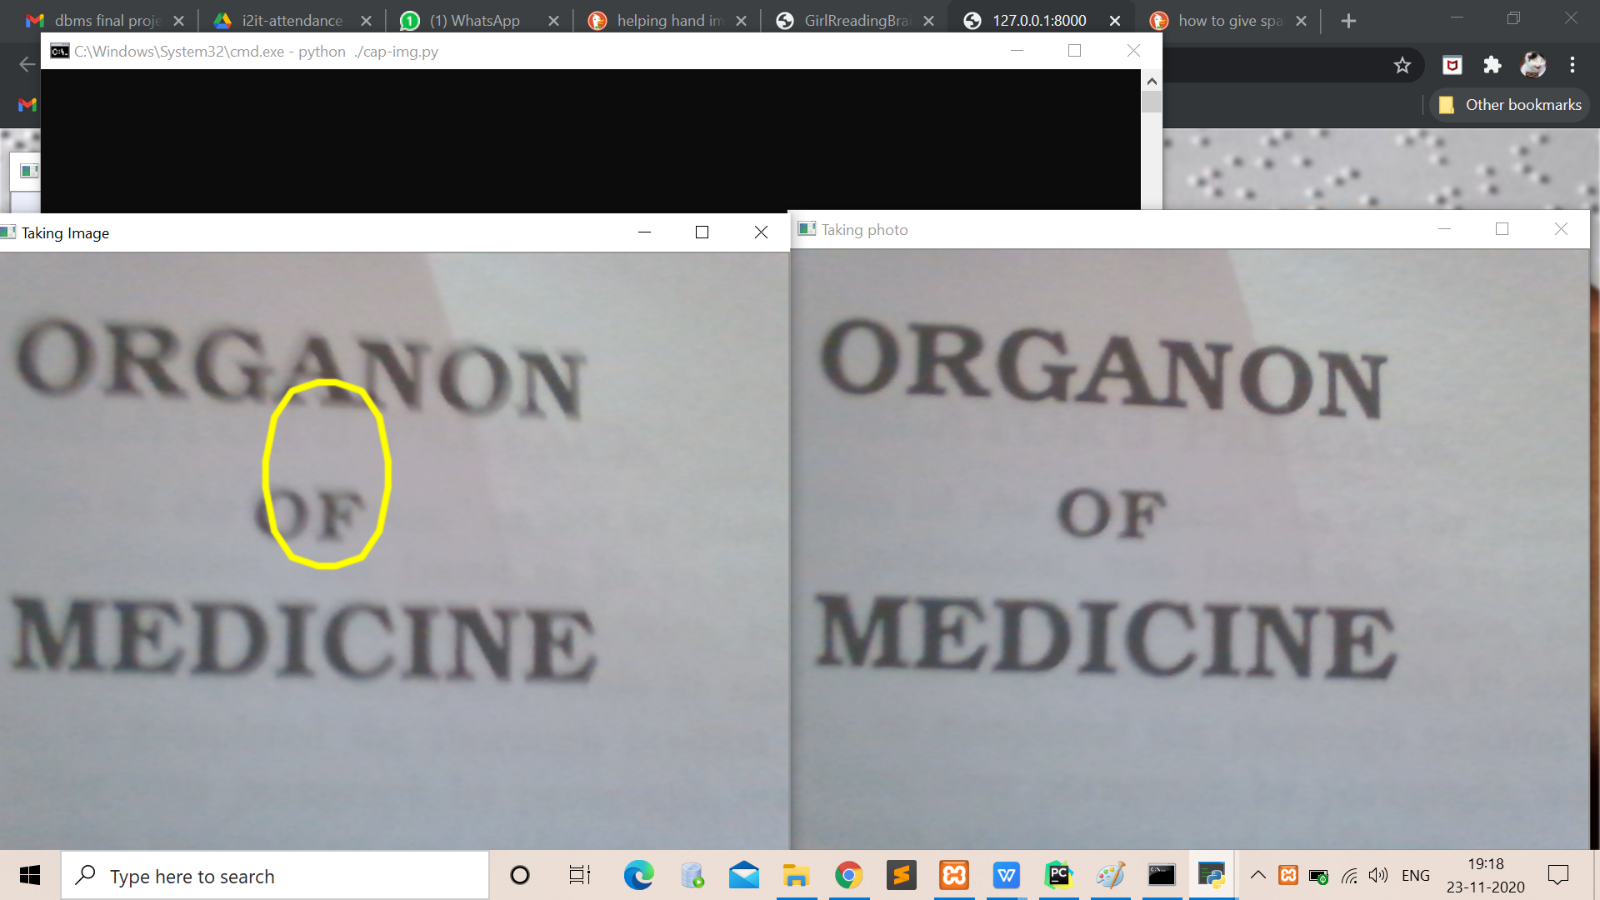 dbms final proje
i2it-attendance
(1) WhatsApp
helping hand im
GirlRreadingBrai
127.0.0.1:8000
how to give spa
C:\Windows\System32\cmd.exe - python ./cap-img.py
Other bookmarks
Taking Image
ORGANON
OF
MEDICINE
Taking photo
ORGANON
OF
MEDICINE
Type here to search
ENG
19:18
23-11-2020